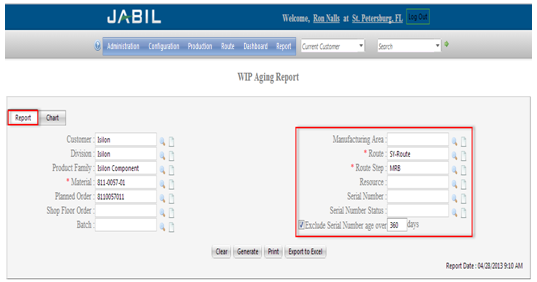 JABIL
Welcome, Ron Nalls at St. Petersburg, FL Log Out
Administration Configuration Production Route Dashboard Report Current Customer Search
WIP Aging Report
Report Chart
Customer : Isilon
Division : Isilon
Product Family : Isilon Component
* Material : 811-0057-01
Planned Order : 8110057011
Shop Floor Order :
Batch :
Manufacturing Area :
* Route : SY-Route
* Route Step : MRB
Resource :
Serial Number :
Serial Number Status :
Exclude Serial Number age over 360 days
Clear Generate Print Export to Excel
Report Date : 04/28/2013 9:10 AM